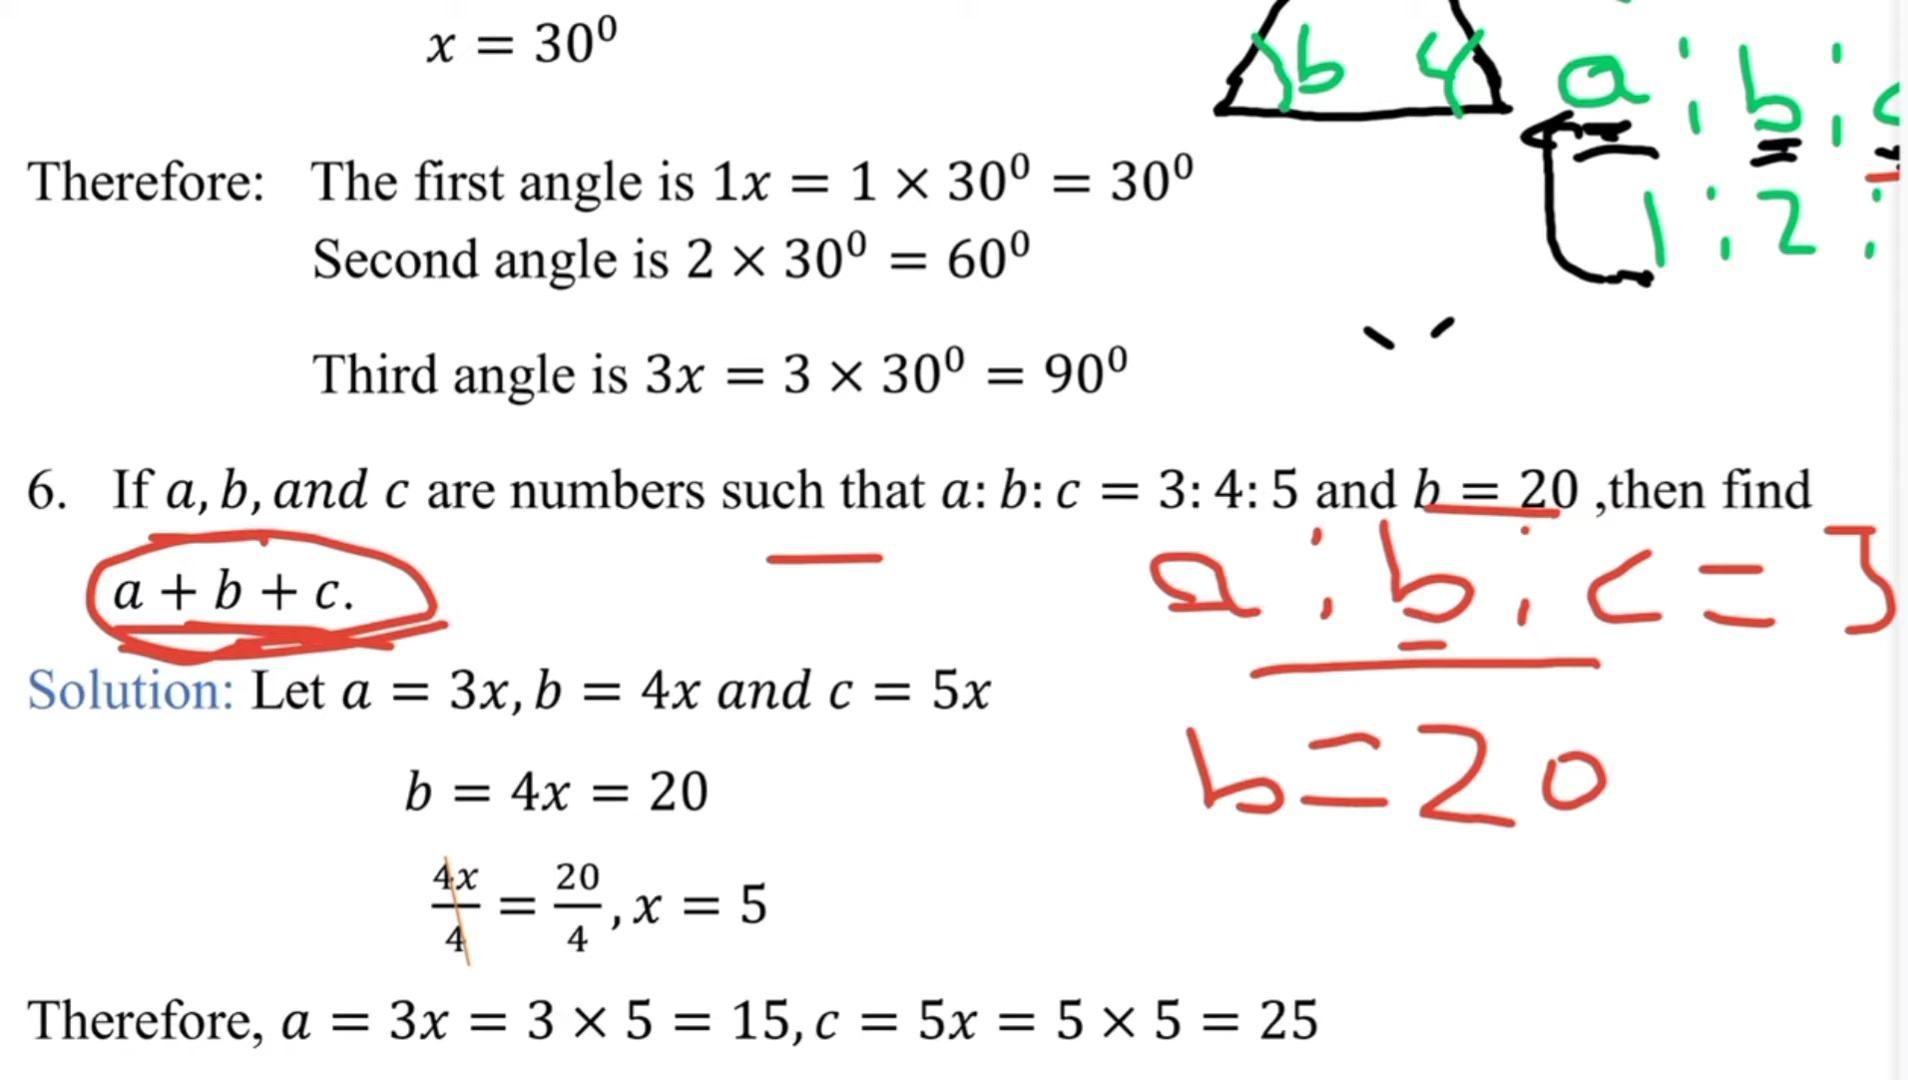 x = 30⁰
b 4
a : b : c
Therefore: The first angle is 1x = 1 × 30⁰ = 30⁰
1 : 2 :
Second angle is 2 × 30⁰ = 60⁰
Third angle is 3x = 3 × 30⁰ = 90⁰
6. If a, b, and c are numbers such that a: b: c = 3: 4: 5 and b = 20 ,then find
a + b + c.
a : b : c = 3
Solution: Let a = 3x, b = 4x and c = 5x
b = 4x = 20
b = 20
4x/4 = 20/4 , x = 5
Therefore, a = 3x = 3 × 5 = 15, c = 5x = 5 × 5 = 25